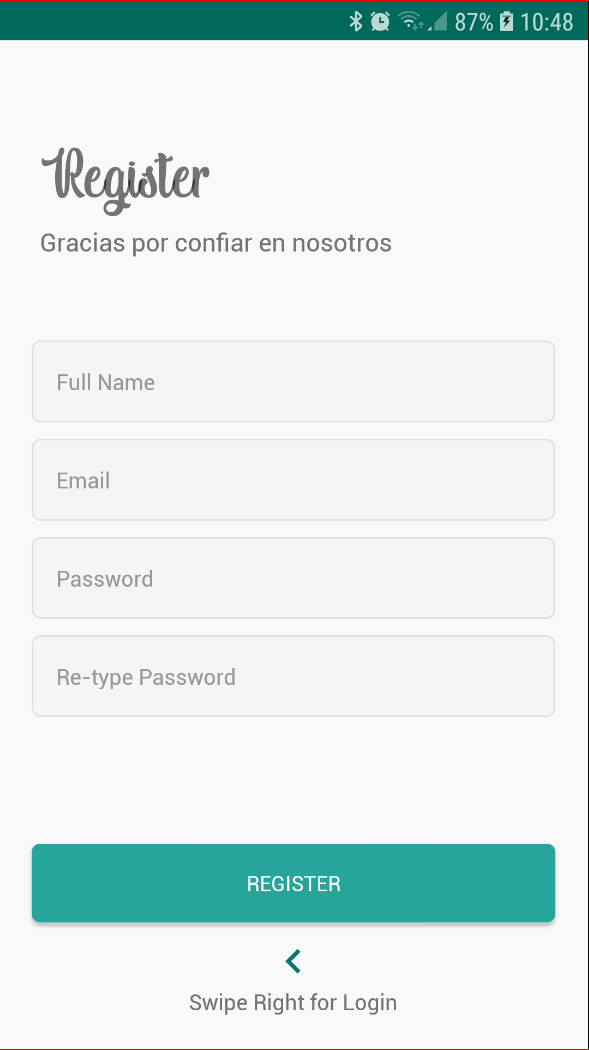 87% 10:48
Register
Gracias por confiar en nosotros
Full Name
Email
Password
Re-type Password
REGISTER
Swipe Right for Login